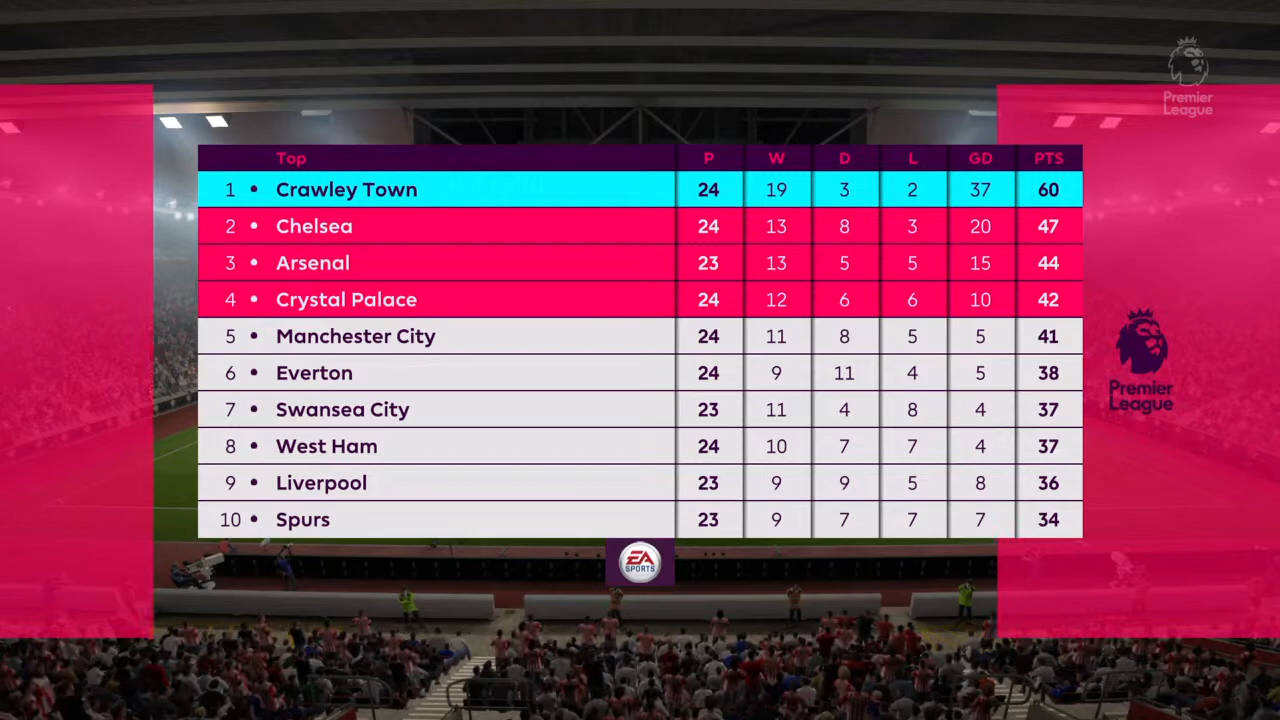 Premier
League
Top P W D L GD PTS
1 • Crawley Town 24 19 3 2 37 60
2 • Chelsea 24 13 8 3 20 47
3 • Arsenal 23 13 5 5 15 44
4 • Crystal Palace 24 12 6 6 10 42
5 • Manchester City 24 11 8 5 5 41
6 • Everton 24 9 11 4 5 38
7 • Swansea City 23 11 4 8 4 37
8 • West Ham 24 10 7 7 4 37
9 • Liverpool 23 9 9 5 8 36
10 • Spurs 23 9 7 7 7 34
Premier
League
EA
SPORTS